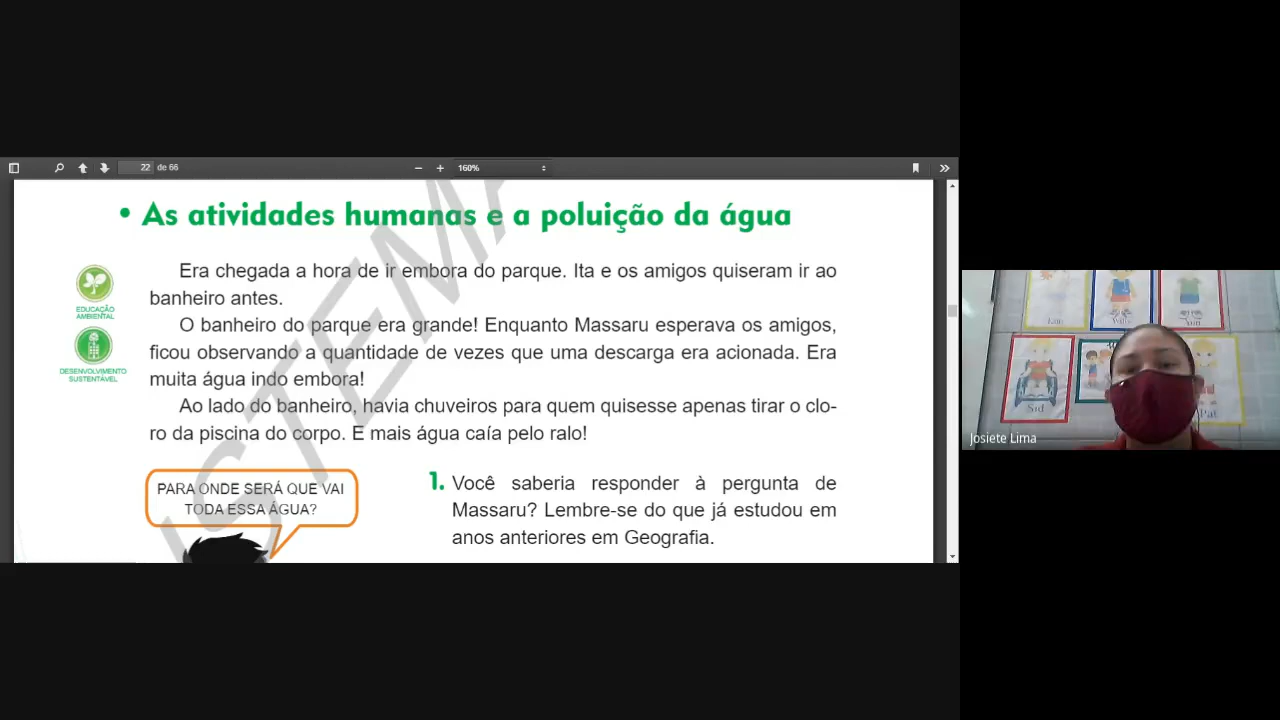 22 de 66
160%
• As atividades humanas e a poluição da água
EDUCAÇÃO
AMBIENTAL
DESENVOLVIMENTO
SUSTENTÁVEL
Era chegada a hora de ir embora do parque. Ita e os amigos quiseram ir ao
banheiro antes.
O banheiro do parque era grande! Enquanto Massaru esperava os amigos,
ficou observando a quantidade de vezes que uma descarga era acionada. Era
muita água indo embora!
Ao lado do banheiro, havia chuveiros para quem quisesse apenas tirar o clo-
ro da piscina do corpo. E mais água caía pelo ralo!
PARA ONDE SERÁ QUE VAI
TODA ESSA ÁGUA?
1. Você saberia responder à pergunta de
Massaru? Lembre-se do que já estudou em
anos anteriores em Geografia.
ISTEMA
Sid
Pat
Josiete Lima